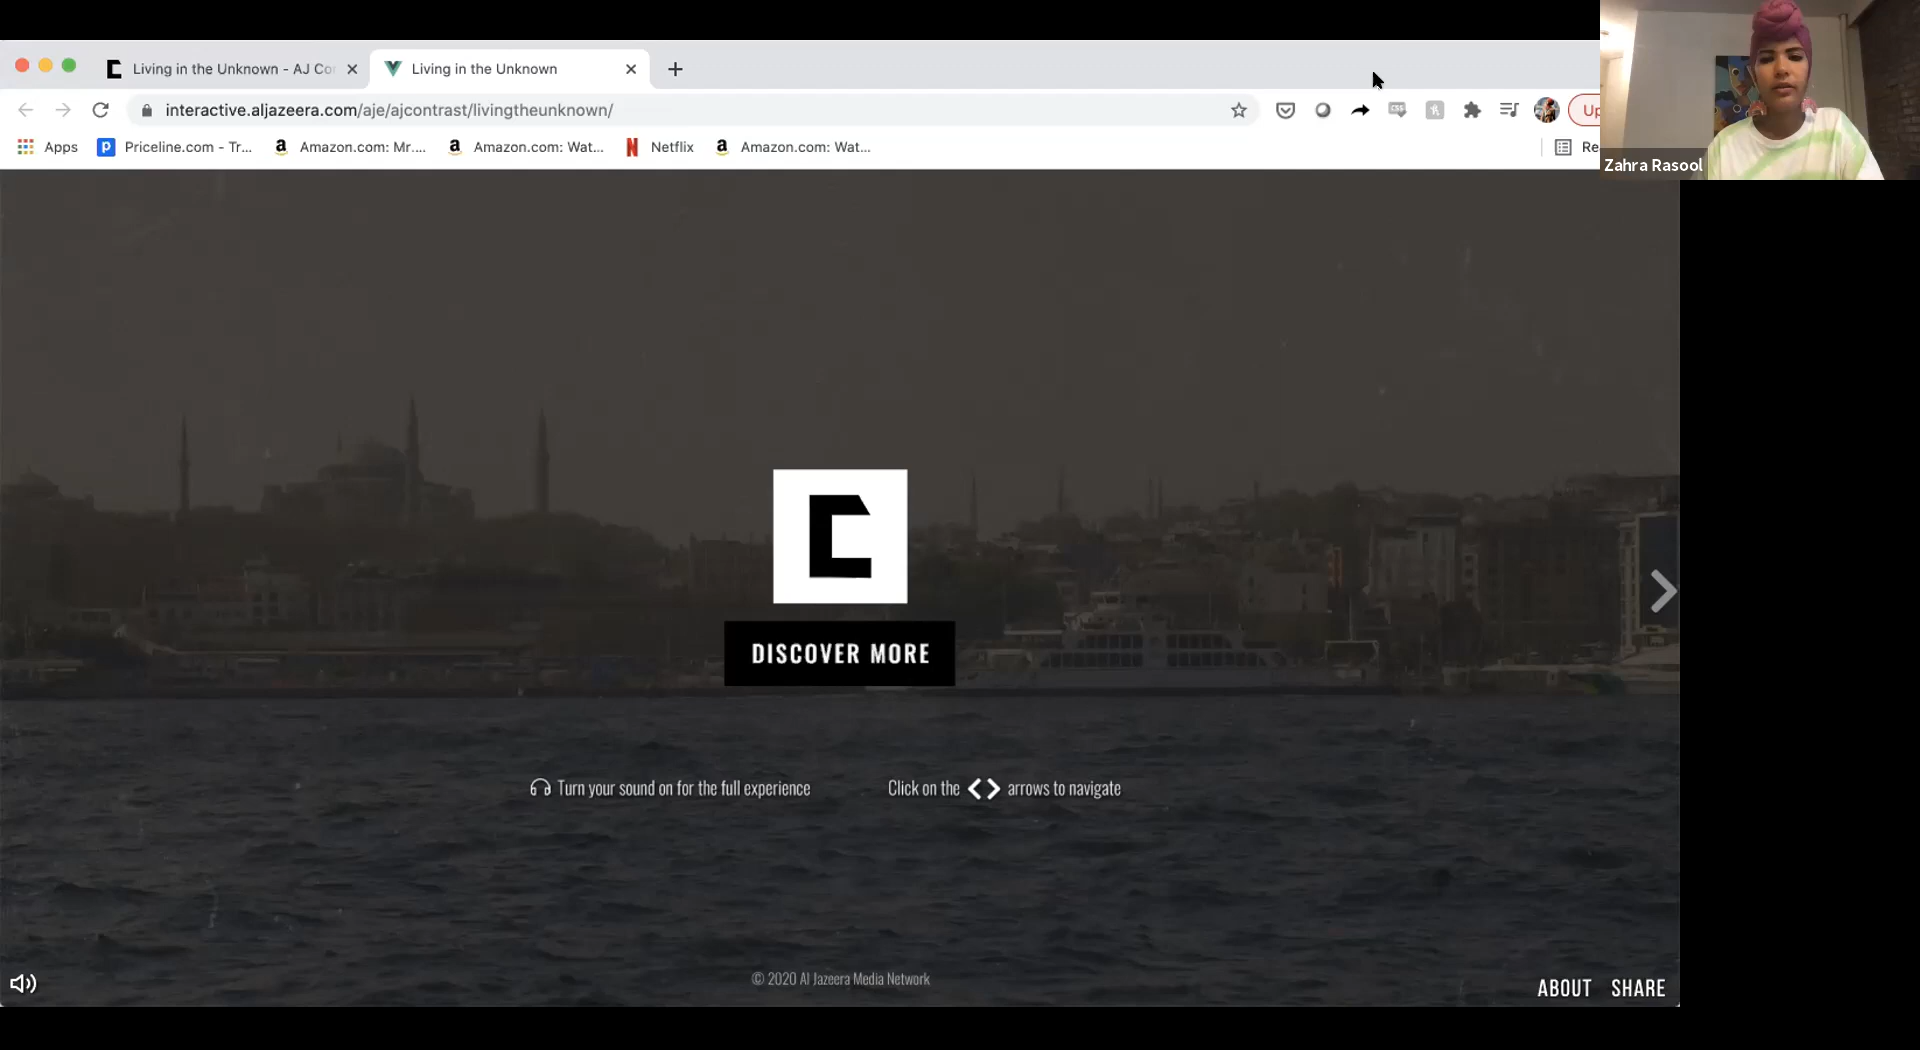 Living in the Unknown - AJ Co
Living in the Unknown
interactive.aljazeera.com/aje/ajcontrast/livingtheunknown/
Up
Apps
Priceline.com - Tr...
Amazon.com: Mr....
Amazon.com: Wat...
Netflix
Amazon.com: Wat...
Re
Zahra Rasool
DISCOVER MORE
Turn your sound on for the full experience
Click on the < > arrows to navigate
© 2020 Al Jazeera Media Network
ABOUT SHARE